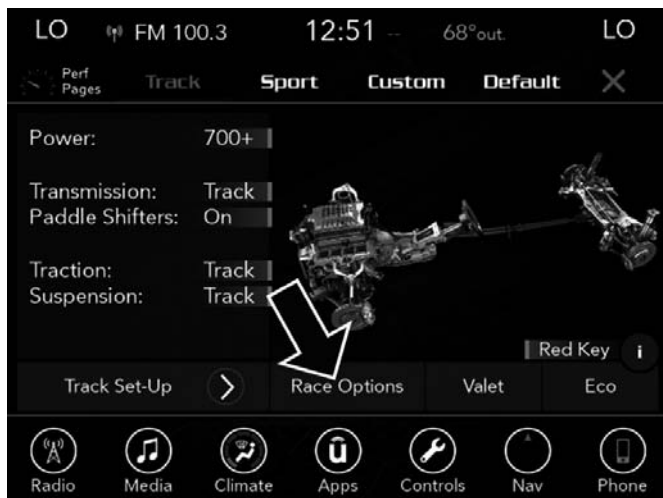 LO FM 100.3 12:51 -- 68°out. LO
Perf
Pages Track Sport Custom Default
Power: 700+
Transmission: Track
Paddle Shifters: On
Traction: Track
Suspension: Track
Red Key i
Track Set-Up Race Options Valet Eco
Radio Media Climate Apps Controls Nav Phone